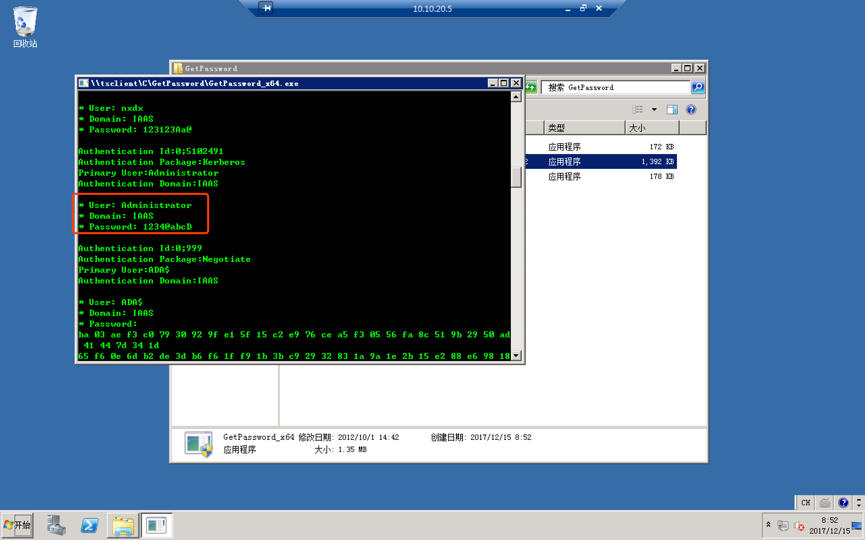 10.10.20.5
回收站
GetPassword
\\tsclient\C\GetPassword\GetPassword_x64.exe
搜索 GetPassword
类型
大小
应用程序
172 KB
应用程序
1,392 KB
应用程序
178 KB
* User: nxdx
* Domain: IAAS
* Password: 123123Aa@
Authentication Id:0;5102491
Authentication Package:Kerberos
Primary User:Administrator
Authentication Domain:IAAS
* User: Administrator
* Domain: IAAS
* Password: 1234@abcD
Authentication Id:0;999
Authentication Package:Negotiate
Primary User:ADA$
Authentication Domain:IAAS
* User: ADA$
* Domain: IAAS
* Password:
ba 03 ae f3 c0 79 30 92 9f e1 5f 15 c2 e9 76 ce a5 f3 05 56 fa 8c 51 9b 29 50 ad
41 44 7d 34 1d
65 f6 0e 6d b2 de 3d b6 f6 1f f9 1b 3b c9 29 32 83 1a 9a 1e 2b 15 e2 08 e6 98 18
GetPassword_x64 修改日期: 2012/10/1 14:42
创建日期: 2017/12/15 8:52
应用程序
大小: 1.35 MB
CH
开始
8:52
2017/12/15